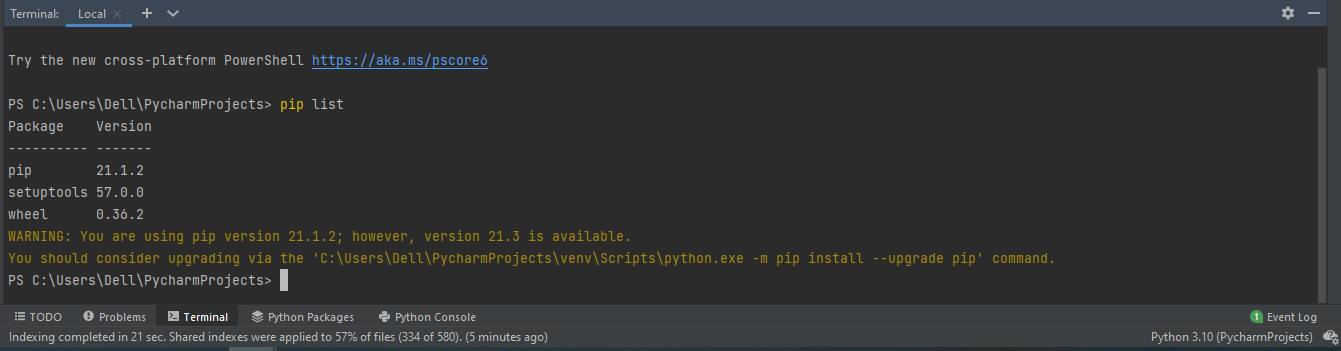 Terminal: Local
Try the new cross-platform PowerShell https://aka.ms/pscore6
PS C:\Users\Dell\PycharmProjects> pip list
Package    Version
---------- -------
pip        21.1.2
setuptools 57.0.0
wheel      0.36.2
WARNING: You are using pip version 21.1.2; however, version 21.3 is available.
You should consider upgrading via the 'C:\Users\Dell\PycharmProjects\venv\Scripts\python.exe -m pip install --upgrade pip' command.
PS C:\Users\Dell\PycharmProjects>
TODO Problems Terminal Python Packages Python Console 1 Event Log
Indexing completed in 21 sec. Shared indexes were applied to 57% of files (334 of 580). (5 minutes ago) Python 3.10 (PycharmProjects)